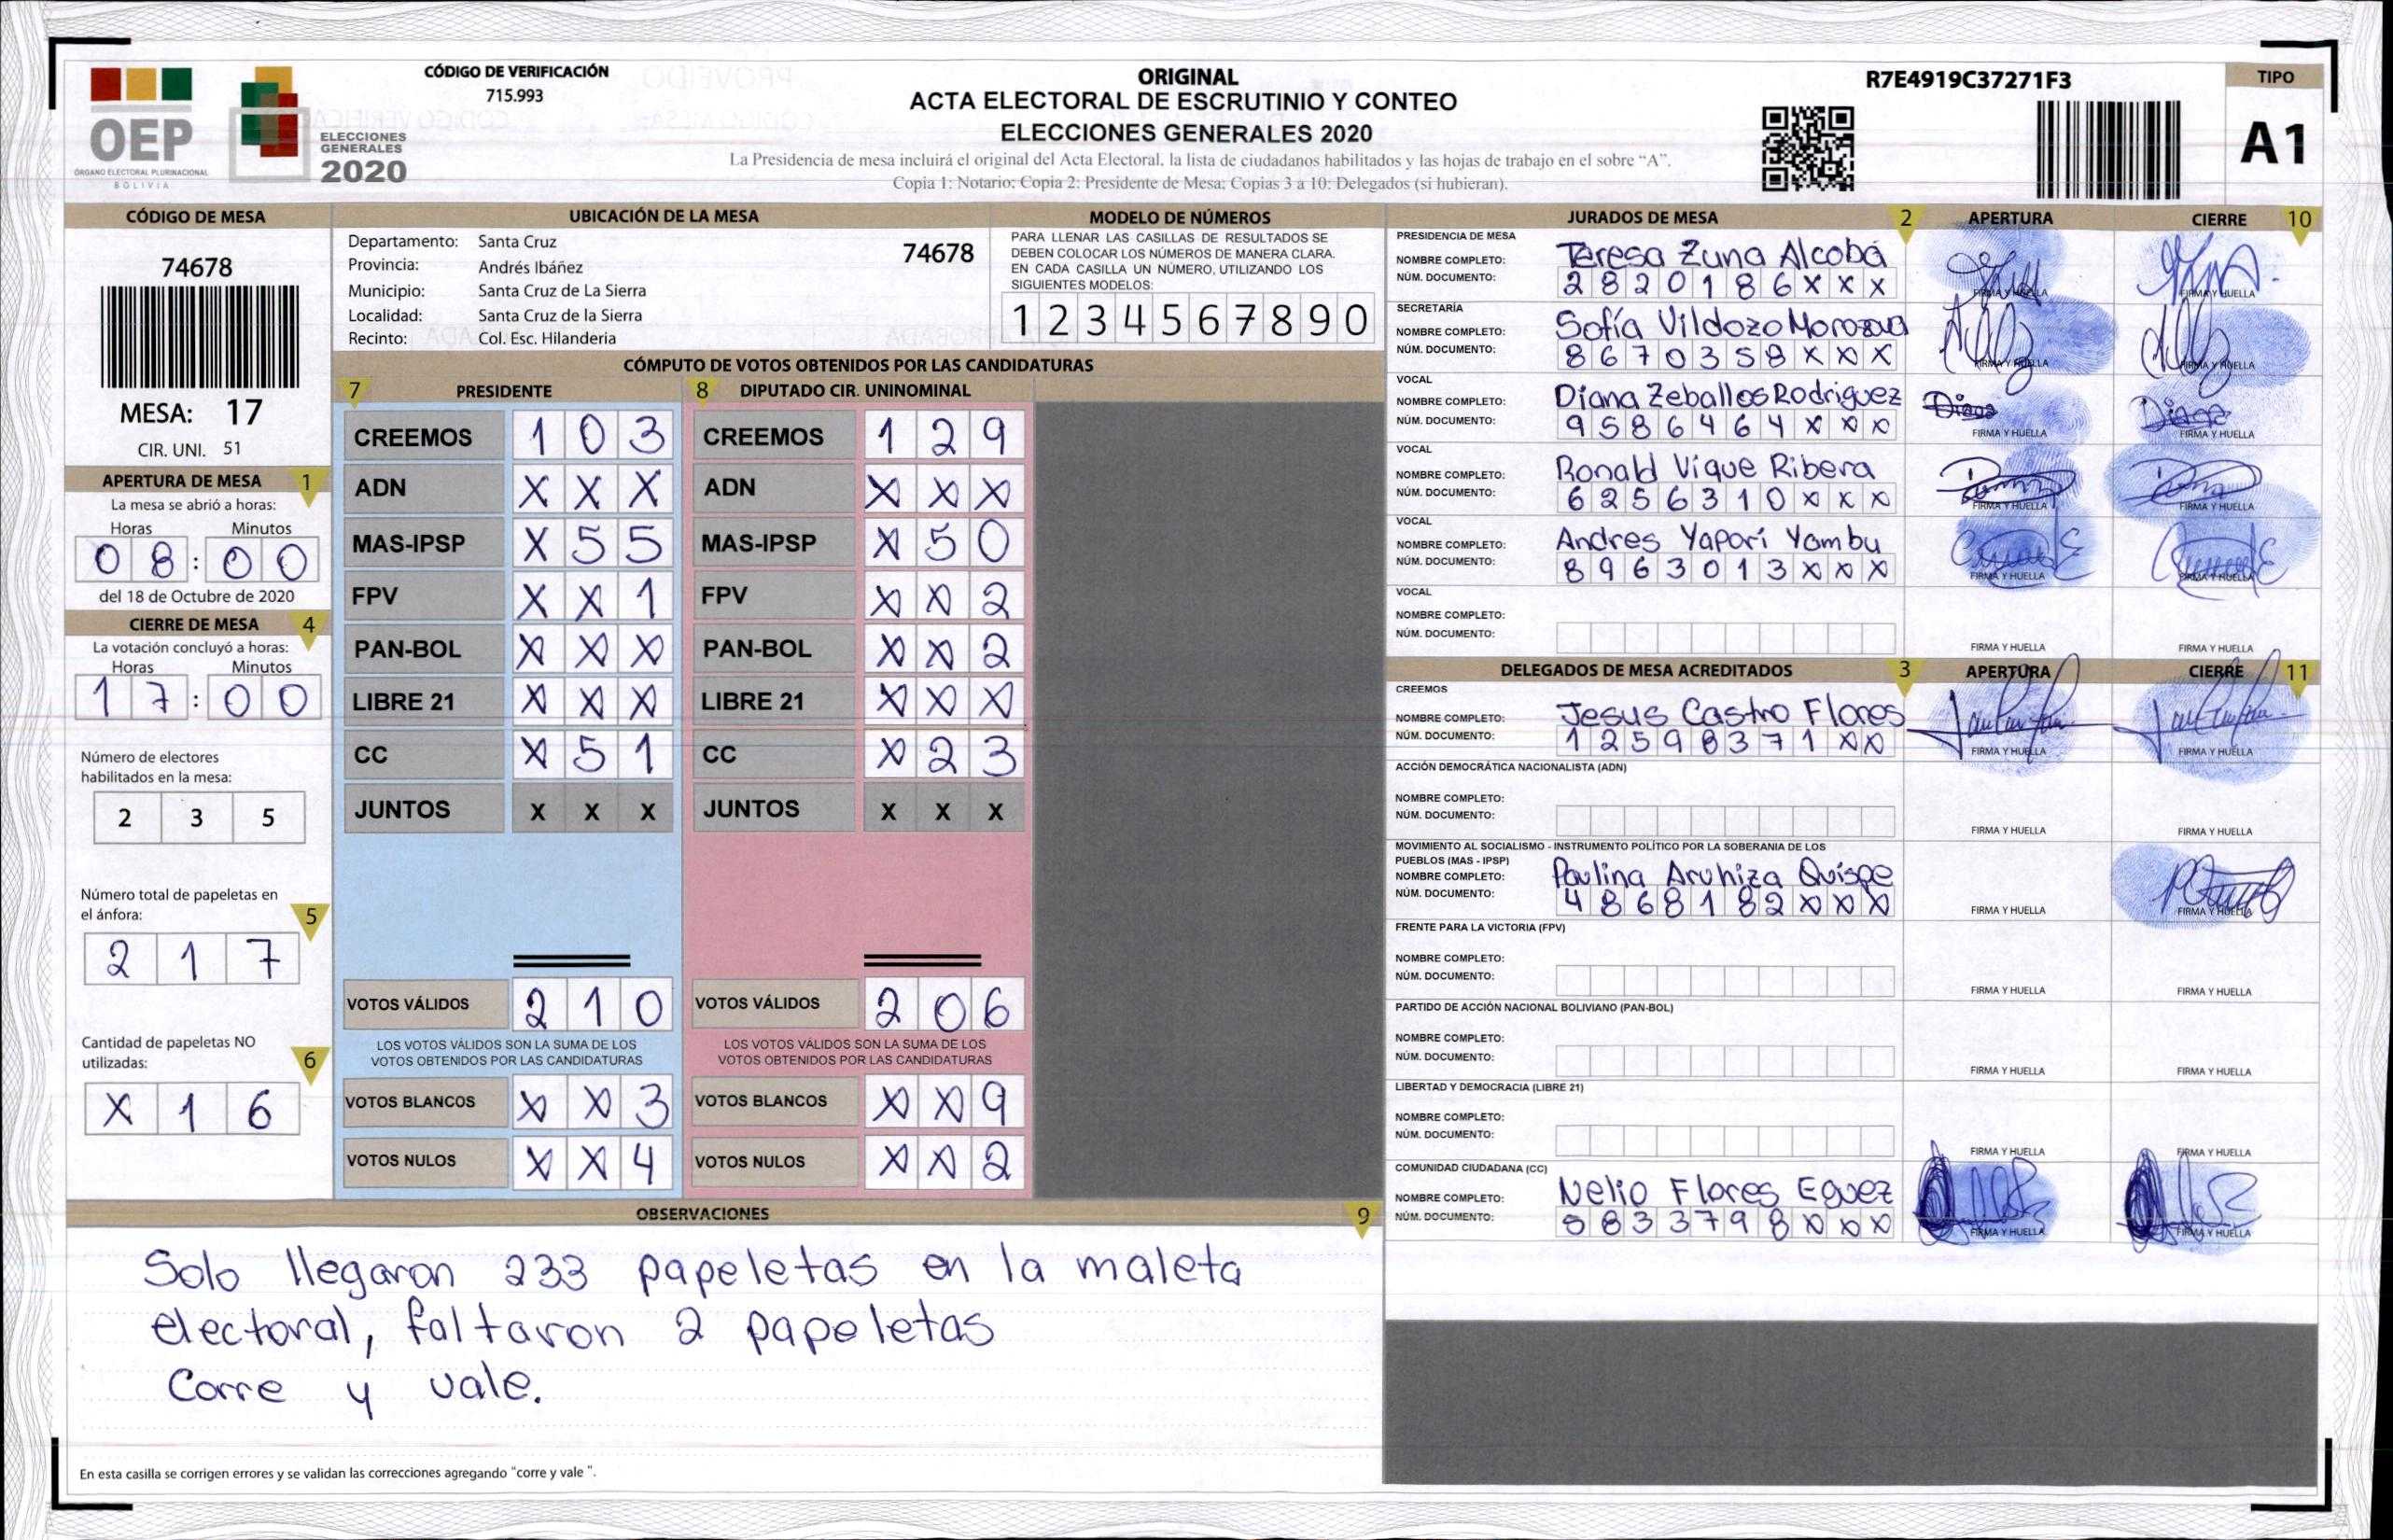 OEP
ÓRGANO ELECTORAL PLURINACIONAL
BOLIVIA
ELECCIONES
GENERALES
2020
CÓDIGO DE VERIFICACIÓN
715.993
ORIGINAL
ACTA ELECTORAL DE ESCRUTINIO Y CONTEO
ELECCIONES GENERALES 2020
La Presidencia de mesa incluirá el original del Acta Electoral, la lista de ciudadanos habilitados y las hojas de trabajo en el sobre "A".
Copia 1: Notario; Copia 2: Presidente de Mesa; Copias 3 a 10: Delegados (si hubieran).
R7E4919C37271F3
TIPO
A1
CÓDIGO DE MESA
74678
MESA: 17
CIR. UNI. 51
APERTURA DE MESA 1
La mesa se abrió a horas:
Horas Minutos
0 8 : 0 0
del 18 de Octubre de 2020
CIERRE DE MESA 4
La votación concluyó a horas:
Horas Minutos
1 7 : 0 0
Número de electores
habilitados en la mesa:
2 3 5
Número total de papeletas en
el ánfora: 5
2 1 7
Cantidad de papeletas NO
utilizadas: 6
X 1 6
UBICACIÓN DE LA MESA
Departamento: Santa Cruz
Provincia: Andrés Ibáñez
Municipio: Santa Cruz de La Sierra
Localidad: Santa Cruz de la Sierra
Recinto: Col. Esc. Hilanderia
74678
MODELO DE NÚMEROS
PARA LLENAR LAS CASILLAS DE RESULTADOS SE
DEBEN COLOCAR LOS NÚMEROS DE MANERA CLARA.
EN CADA CASILLA UN NÚMERO, UTILIZANDO LOS
SIGUIENTES MODELOS:
1 2 3 4 5 6 7 8 9 0
CÓMPUTO DE VOTOS OBTENIDOS POR LAS CANDIDATURAS
7 PRESIDENTE
CREEMOS 1 0 3
ADN X X X
MAS-IPSP X 5 5
FPV X X 1
PAN-BOL X X X
LIBRE 21 X X X
CC X 5 1
JUNTOS X X X
VOTOS VÁLIDOS 2 1 0
LOS VOTOS VÁLIDOS SON LA SUMA DE LOS
VOTOS OBTENIDOS POR LAS CANDIDATURAS
VOTOS BLANCOS X X 3
VOTOS NULOS X X 4
8 DIPUTADO CIR. UNINOMINAL
CREEMOS 1 2 9
ADN X X X
MAS-IPSP X 5 0
FPV X X 2
PAN-BOL X X 2
LIBRE 21 X X X
CC X 2 3
JUNTOS X X X
VOTOS VÁLIDOS 2 0 6
LOS VOTOS VÁLIDOS SON LA SUMA DE LOS
VOTOS OBTENIDOS POR LAS CANDIDATURAS
VOTOS BLANCOS X X 9
VOTOS NULOS X X 2
OBSERVACIONES 9
Solo llegaron 233 papeletas en la maleta
electoral, faltaron 2 papeletas
Corre y vale.
En esta casilla se corrigen errores y se validan las correcciones agregando "corre y vale ".
JURADOS DE MESA 2 APERTURA CIERRE 10
PRESIDENCIA DE MESA
NOMBRE COMPLETO: Teresa Zuna Alcobá
NÚM. DOCUMENTO: 2 8 2 0 1 8 6 X X X
FIRMA Y HUELLA FIRMA Y HUELLA
SECRETARÍA
NOMBRE COMPLETO: Sofía Vildozo
NÚM. DOCUMENTO: 8 6 7 0 3 5 8 X X X
FIRMA Y HUELLA FIRMA Y HUELLA
VOCAL
NOMBRE COMPLETO: Diana Zeballos Rodriguez
NÚM. DOCUMENTO: 9 5 8 6 4 6 4 X X X
FIRMA Y HUELLA FIRMA Y HUELLA
VOCAL
NOMBRE COMPLETO: Ronald Vique Ribera
NÚM. DOCUMENTO: 6 2 5 6 3 1 0 X X X
FIRMA Y HUELLA FIRMA Y HUELLA
VOCAL
NOMBRE COMPLETO: Andres Yaporí Yambu
NÚM. DOCUMENTO: 8 9 6 3 0 1 3 X X X
FIRMA Y HUELLA FIRMA Y HUELLA
VOCAL
NOMBRE COMPLETO:
NÚM. DOCUMENTO:
FIRMA Y HUELLA FIRMA Y HUELLA
DELEGADOS DE MESA ACREDITADOS 3 APERTURA CIERRE 11
CREEMOS
NOMBRE COMPLETO: Jesus Castro Flores
NÚM. DOCUMENTO: 1 2 5 9 8 3 7 1 X X
FIRMA Y HUELLA FIRMA Y HUELLA
ACCIÓN DEMOCRÁTICA NACIONALISTA (ADN)
NOMBRE COMPLETO:
NÚM. DOCUMENTO:
FIRMA Y HUELLA FIRMA Y HUELLA
MOVIMIENTO AL SOCIALISMO - INSTRUMENTO POLÍTICO POR LA SOBERANIA DE LOS
PUEBLOS (MAS - IPSP)
NOMBRE COMPLETO: Paulina Aruhiza Quispe
NÚM. DOCUMENTO: 4 8 6 8 1 8 2 X X X
FIRMA Y HUELLA FIRMA Y HUELLA
FRENTE PARA LA VICTORIA (FPV)
NOMBRE COMPLETO:
NÚM. DOCUMENTO:
FIRMA Y HUELLA FIRMA Y HUELLA
PARTIDO DE ACCIÓN NACIONAL BOLIVIANO (PAN-BOL)
NOMBRE COMPLETO:
NÚM. DOCUMENTO:
FIRMA Y HUELLA FIRMA Y HUELLA
LIBERTAD Y DEMOCRACIA (LIBRE 21)
NOMBRE COMPLETO:
NÚM. DOCUMENTO:
FIRMA Y HUELLA FIRMA Y HUELLA
COMUNIDAD CIUDADANA (CC)
NOMBRE COMPLETO: Nelio Flores Eguez
NÚM. DOCUMENTO: 8 8 3 3 7 9 8 X X X
FIRMA Y HUELLA FIRMA Y HUELLA